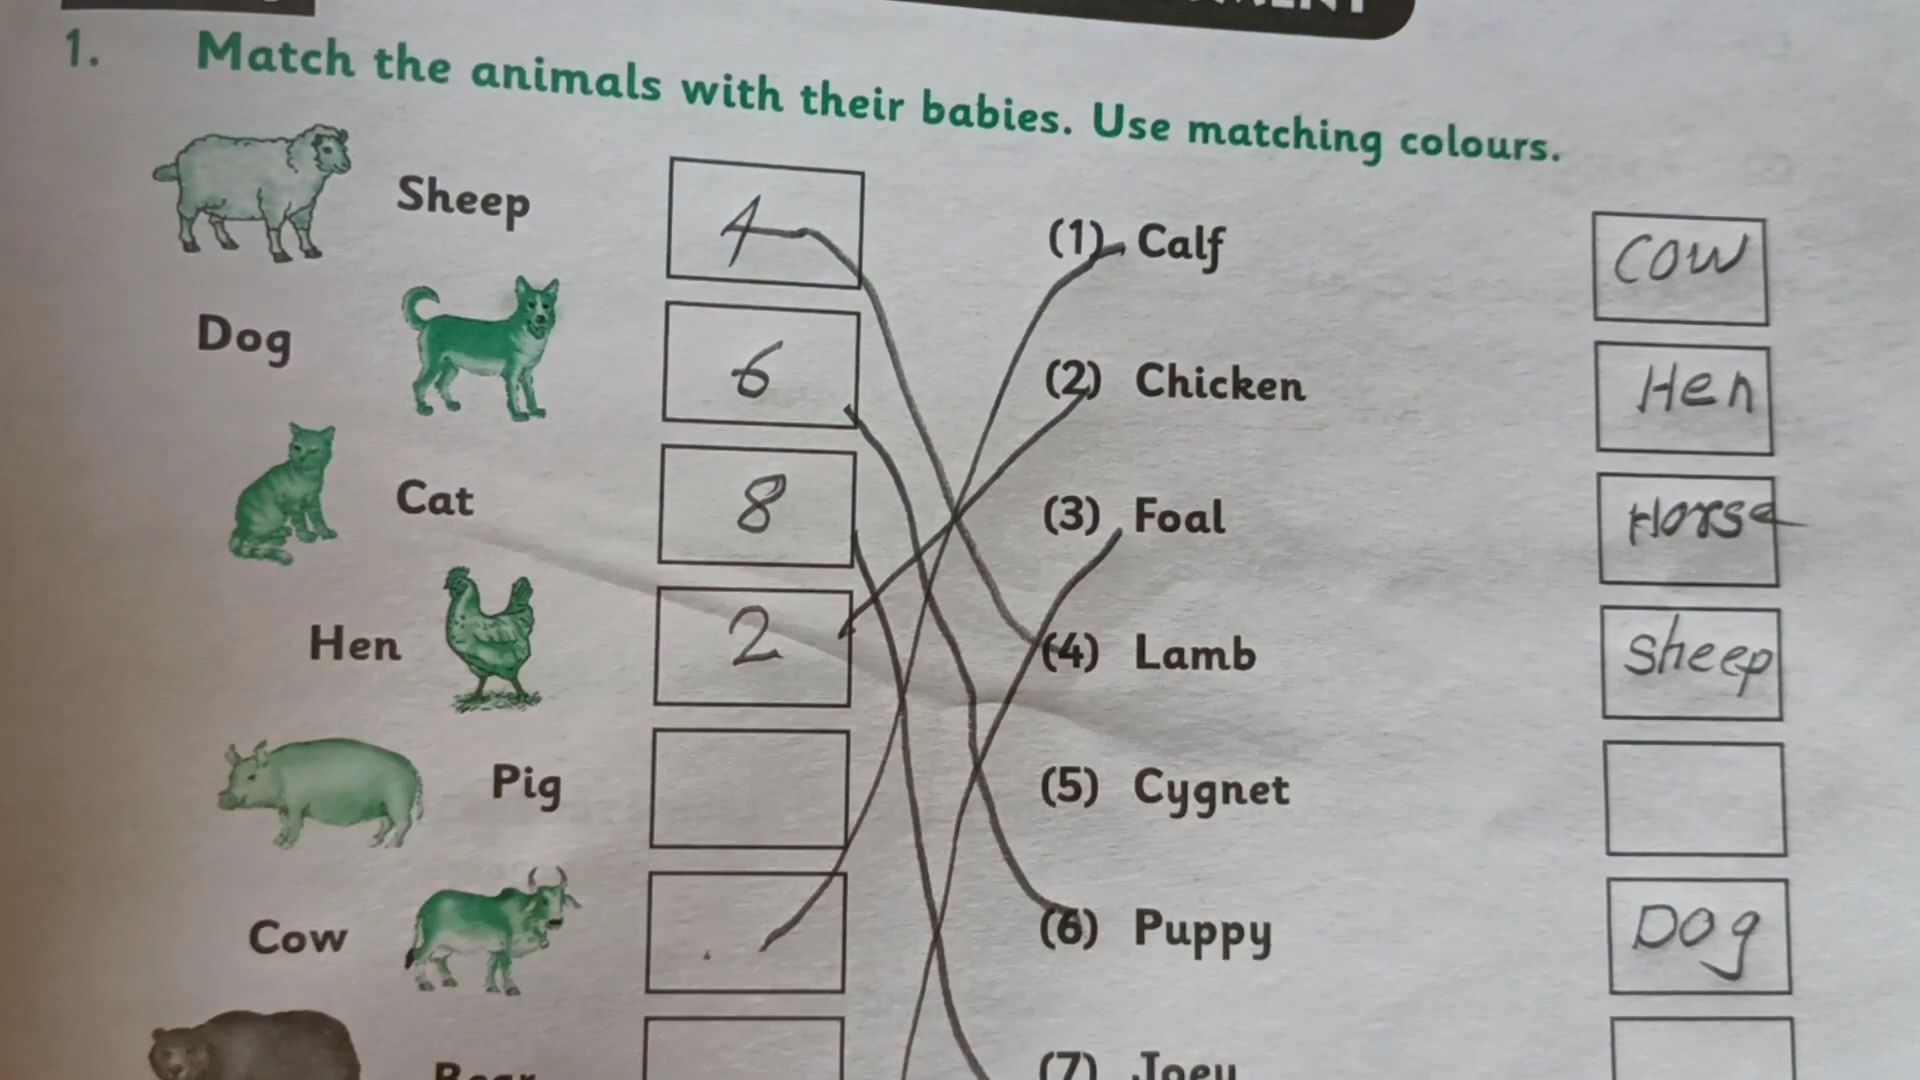 1. Match the animals with their babies. Use matching colours.
Sheep 4 (1) Calf Cow
Dog 6 (2) Chicken Hen
Cat 8 (3) Foal Horse
Hen 2 (4) Lamb Sheep
Pig (5) Cygnet
Cow (6) Puppy Dog
Bear (7) Joey